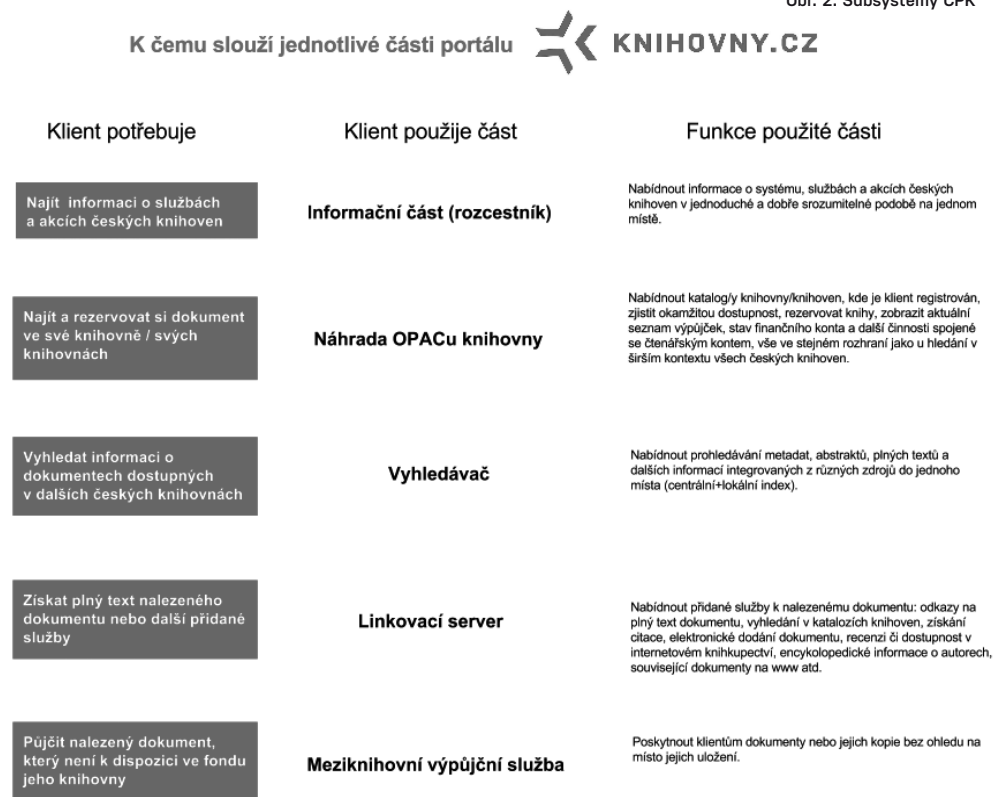 Obr. 2. Subsystémy CPK
K čemu slouží jednotlivé části portálu KNIHOVNY.CZ
Klient potřebuje Klient použije část Funkce použité části
Najít informaci o službách
a akcích českých knihoven
Informační část (rozcestník)
Nabídnout informace o systému, službách a akcích českých
knihoven v jednoduché a dobře srozumitelné podobě na jednom
místě.
Najít a rezervovat si dokument
ve své knihovně / svých
knihovnách
Náhrada OPACu knihovny
Nabídnout katalog/y knihovny/knihoven, kde je klient registrován,
zjistit okamžitou dostupnost, rezervovat knihy, zobrazit aktuální
seznam výpůjček, stav finančního konta a další činnosti spojené
se čtenářským kontem, vše ve stejném rozhraní jako u hledání v
širším kontextu všech českých knihoven.
Vyhledat informaci o
dokumentech dostupných
v dalších českých knihovnách
Vyhledávač
Nabídnout prohledávání metadat, abstraktů, plných textů a
dalších informací integrovaných z různých zdrojů do jednoho
místa (centrální+lokální index).
Získat plný text nalezeného
dokumentu nebo další přidané
služby
Linkovací server
Nabídnout přidané služby k nalezenému dokumentu: odkazy na
plný text dokumentu, vyhledání v katalozích knihoven, získání
citace, elektronické dodání dokumentu, recenzi či dostupnost v
internetovém knihkupectví, encykolopedické informace o autorech,
související dokumenty na www atd.
Půjčit nalezený dokument,
který není k dispozici ve fondu
jeho knihovny
Meziknihovní výpůjční služba
Poskytnout klientům dokumenty nebo jejich kopie bez ohledu na
místo jejich uložení.